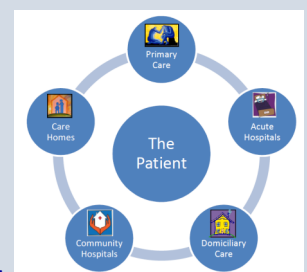 Primary
Care
Care
Homes
Acute
Hospitals
The
Patient
Community
Hospitals
Domiciliary
Care